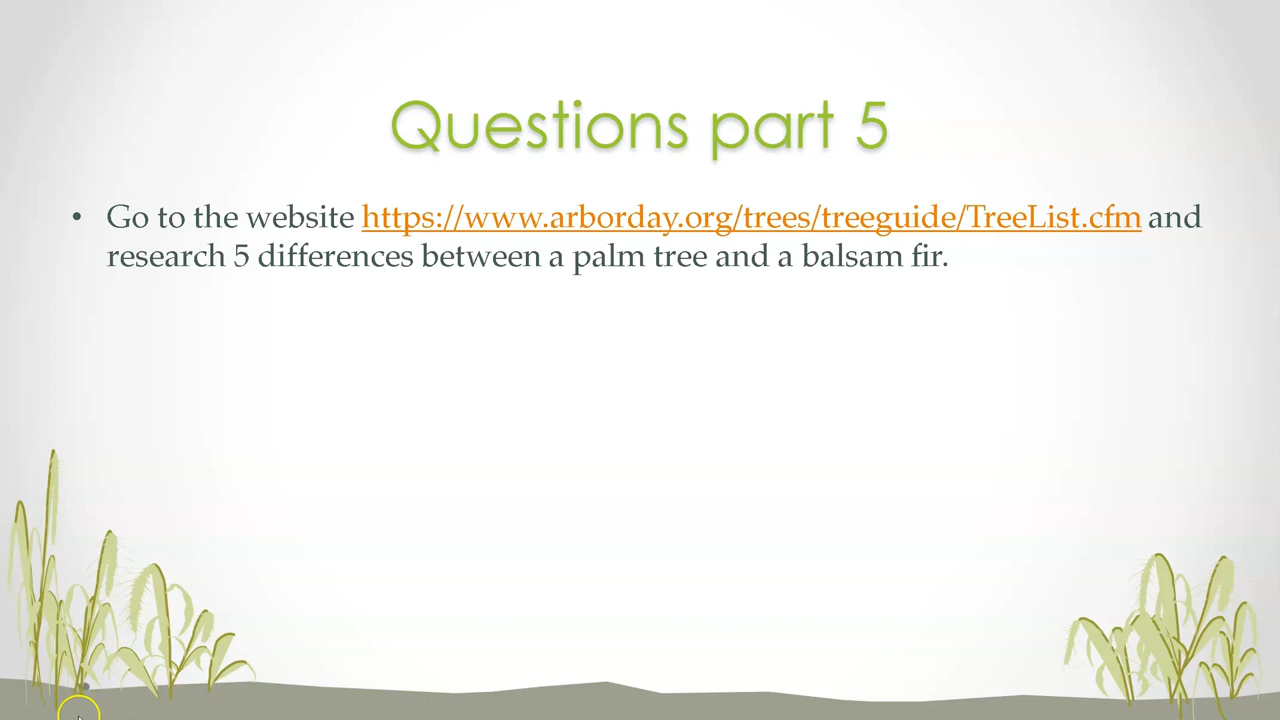 Questions part 5
• Go to the website https://www.arborday.org/trees/treeguide/TreeList.cfm and
research 5 differences between a palm tree and a balsam fir.